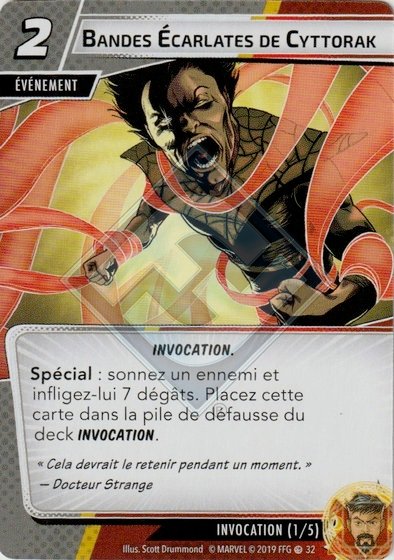 2
BANDES ÉCARLATES DE CYTTORAK
ÉVÉNEMENT
INVOCATION.
Spécial : sonnez un ennemi et
infligez-lui 7 dégâts. Placez cette
carte dans la pile de défausse du
deck INVOCATION.
« Cela devrait le retenir pendant un moment. »
— Docteur Strange
INVOCATION (1/5)
Illus. Scott Drummond © MARVEL © 2019 FFG 32